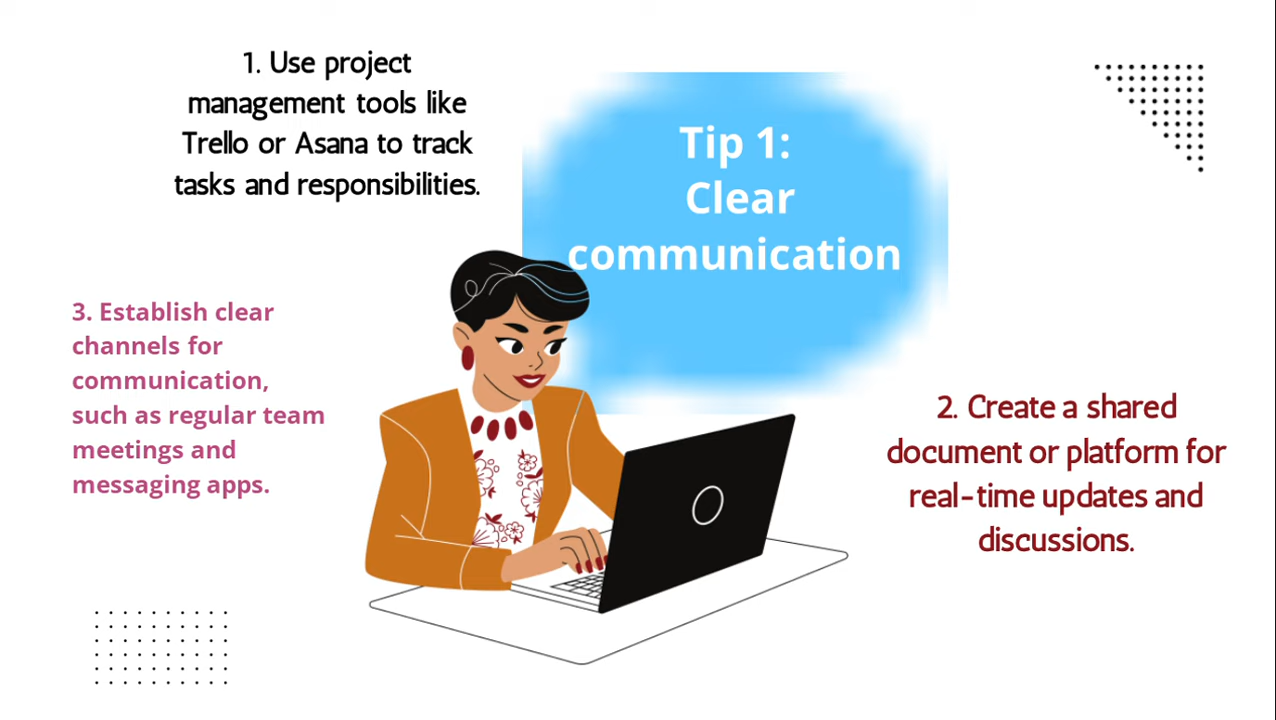 1. Use project
management tools like
Trello or Asana to track
tasks and responsibilities.
Tip 1:
Clear
communication
3. Establish clear
channels for
communication,
such as regular team
meetings and
messaging apps.
2. Create a shared
document or platform for
real-time updates and
discussions.